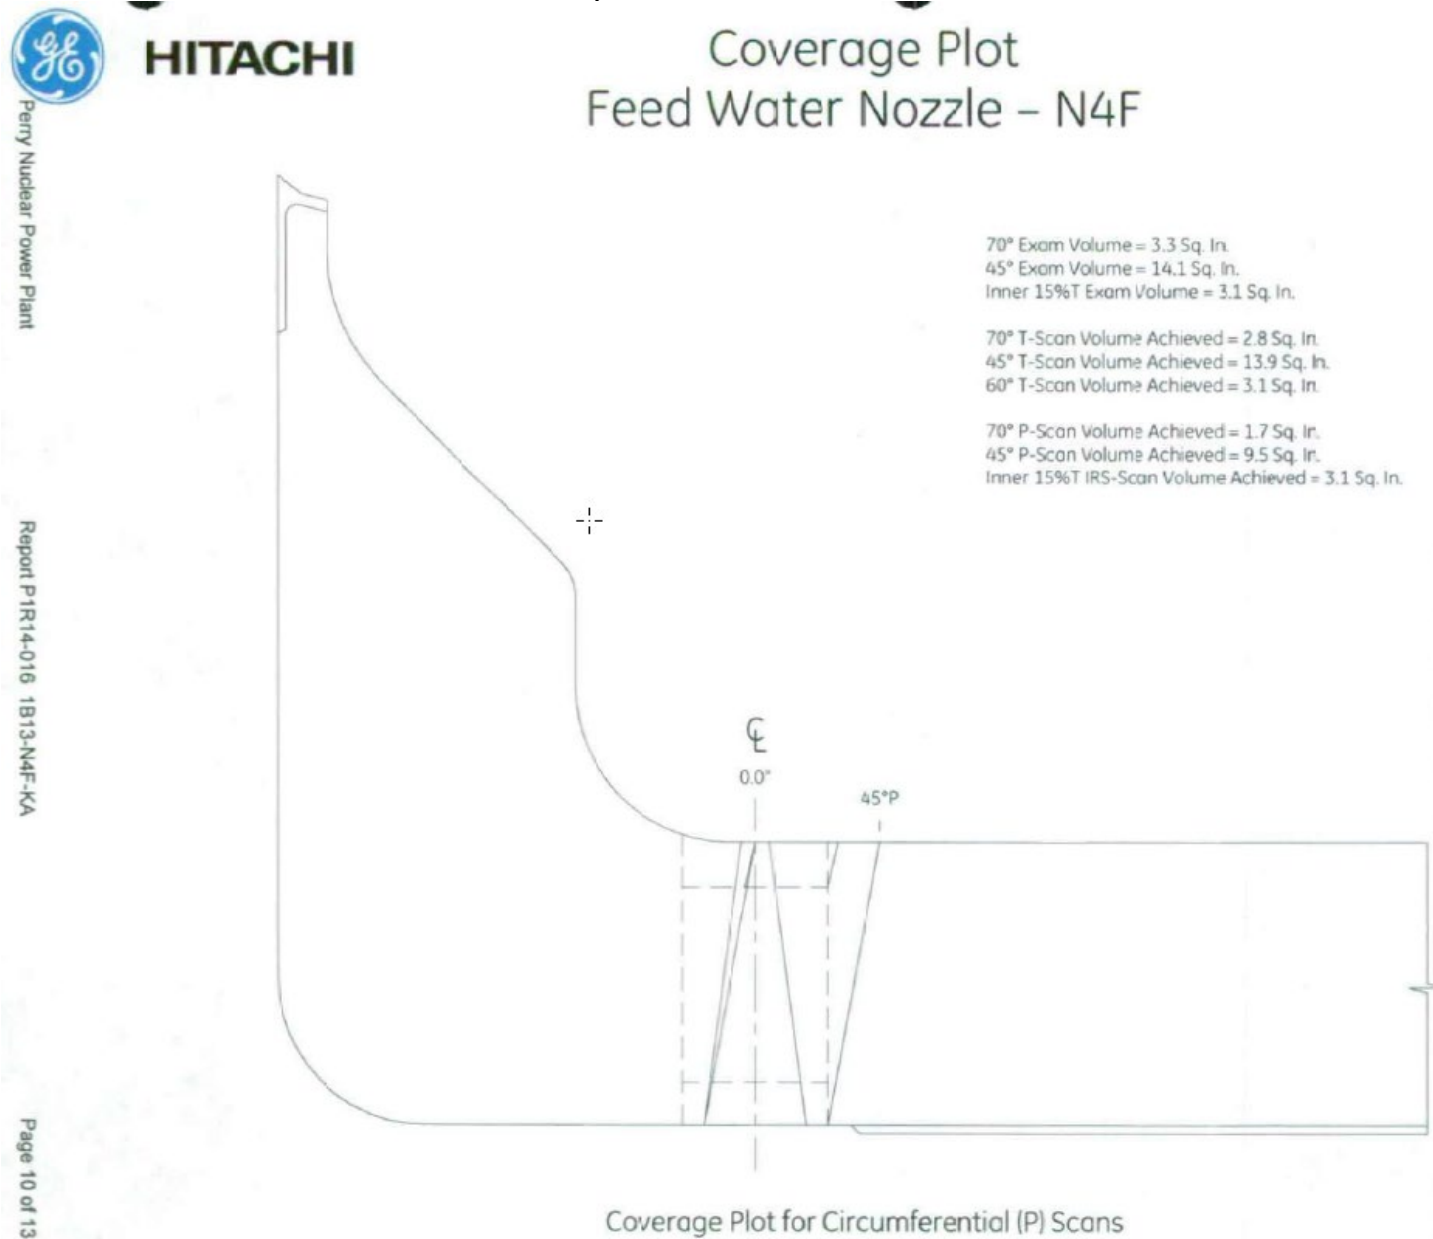 GE
HITACHI
Coverage Plot
Feed Water Nozzle – N4F
Perry Nuclear Power Plant
70° Exam Volume = 3.3 Sq. In.
45° Exam Volume = 14.1 Sq. In.
Inner 15%T Exam Volume = 3.1 Sq. In.
70° T-Scan Volume Achieved = 2.8 Sq. In.
45° T-Scan Volume Achieved = 13.9 Sq. In.
60° T-Scan Volume Achieved = 3.1 Sq. In.
70° P-Scan Volume Achieved = 1.7 Sq. In.
45° P-Scan Volume Achieved = 9.5 Sq. In.
Inner 15%T IRS-Scan Volume Achieved = 3.1 Sq. In.
Report P1R14-016 1B13-N4F-KA
℄
0.0"
45°P
Page 10 of 13
Coverage Plot for Circumferential (P) Scans